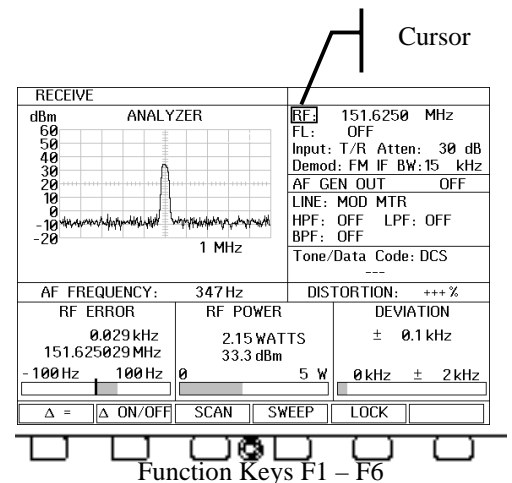 Cursor
RECEIVE
dBm ANALYZER
60
50
40
30
20
10
0
-10
-20
1 MHz
RF: 151.6250 MHz
FL: OFF
Input: T/R Atten: 30 dB
Demod: FM IF BW:15 kHz
AF GEN OUT OFF
LINE: MOD MTR
HPF: OFF LPF: OFF
BPF: OFF
Tone/Data Code: DCS
---
AF FREQUENCY: 347 Hz
DISTORTION: +++ %
RF ERROR
0.029 kHz
151.625029 MHz
-100 Hz 100 Hz
RF POWER
2.15 WATTS
33.3 dBm
0 5 W
DEVIATION
± 0.1 kHz
0 kHz ± 2 kHz
Δ = Δ ON/OFF SCAN SWEEP LOCK
Function Keys F1 – F6